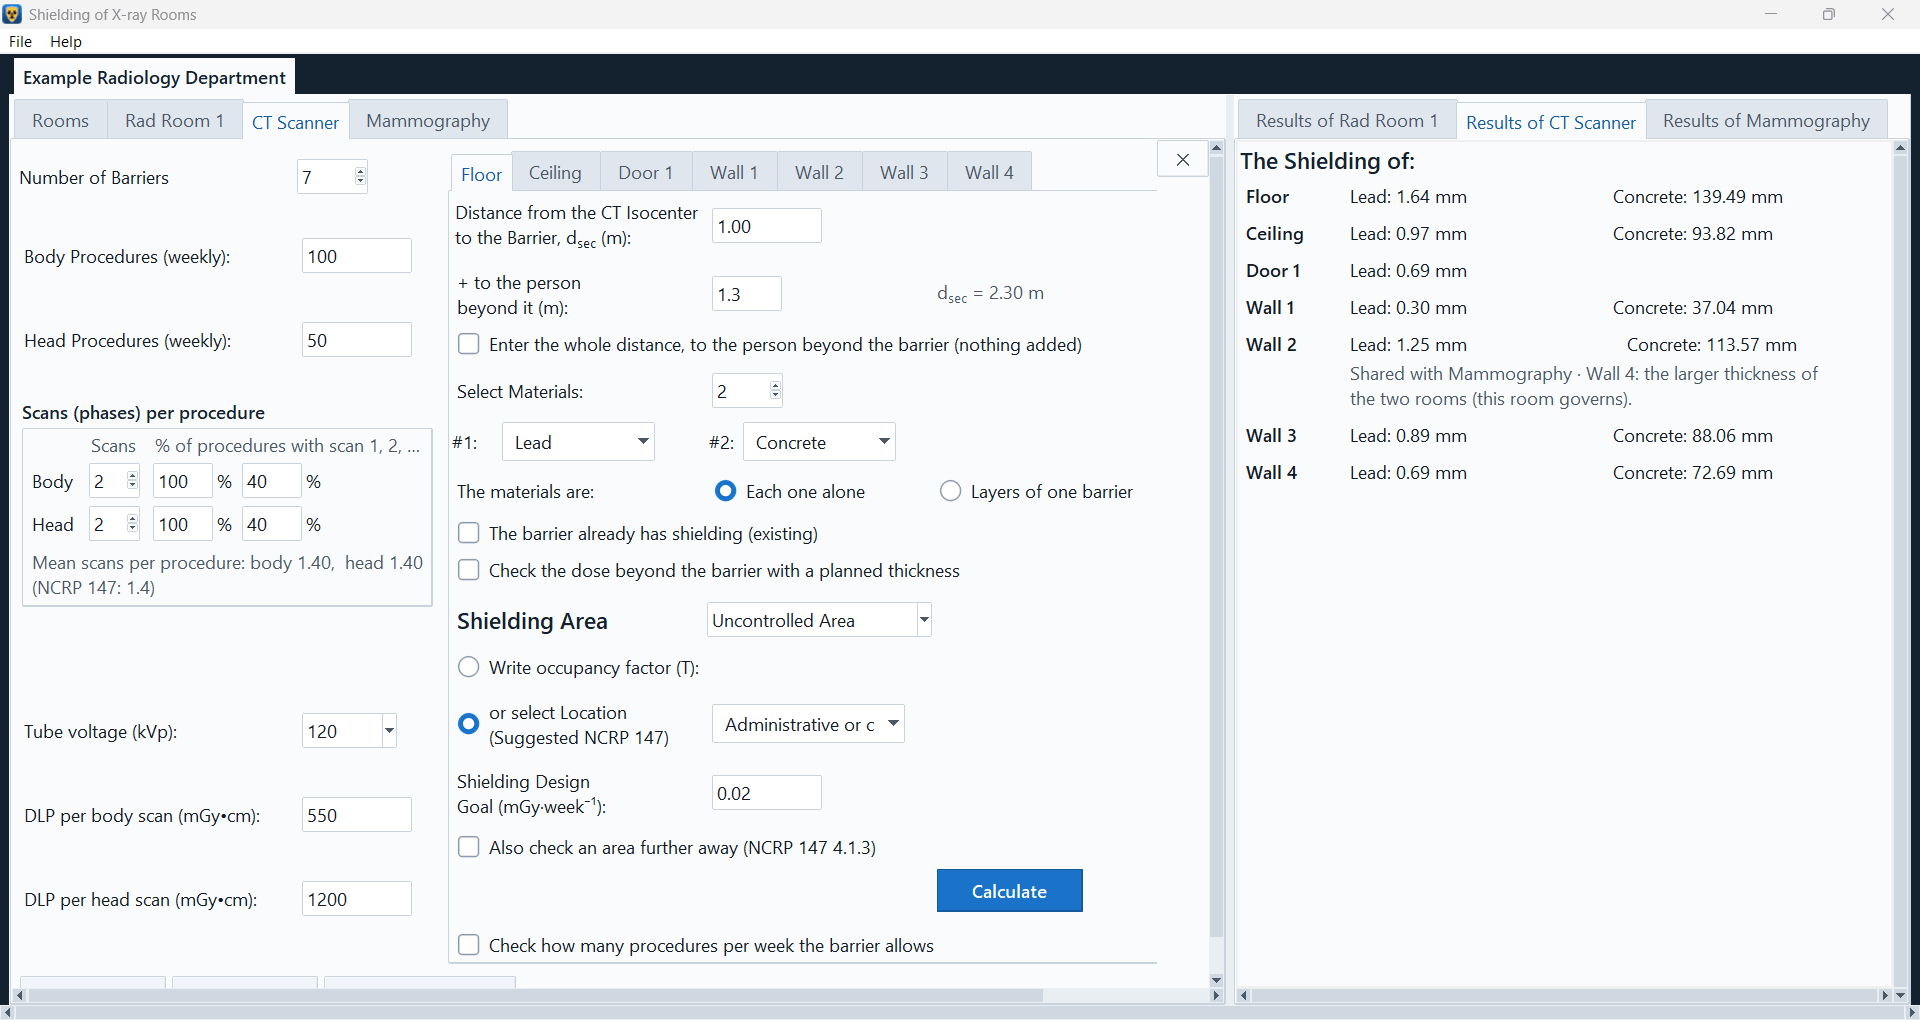 Shielding of X-ray Rooms
File Help
Example Radiology Department
Rooms Rad Room 1 CT Scanner Mammography
Number of Barriers 7
Body Procedures (weekly): 100
Head Procedures (weekly): 50
Scans (phases) per procedure
Scans % of procedures with scan 1, 2, ...
Body 2 100 % 40 %
Head 2 100 % 40 %
Mean scans per procedure: body 1.40, head 1.40
(NCRP 147: 1.4)
Tube voltage (kVp): 120
DLP per body scan (mGy•cm): 550
DLP per head scan (mGy•cm): 1200
Floor Ceiling Door 1 Wall 1 Wall 2 Wall 3 Wall 4
Distance from the CT Isocenter
to the Barrier, dsec (m): 1.00
+ to the person
beyond it (m): 1.3 dsec = 2.30 m
Enter the whole distance, to the person beyond the barrier (nothing added)
Select Materials: 2
#1: Lead #2: Concrete
The materials are: Each one alone Layers of one barrier
The barrier already has shielding (existing)
Check the dose beyond the barrier with a planned thickness
Shielding Area Uncontrolled Area
Write occupancy factor (T):
or select Location
(Suggested NCRP 147) Administrative or c
Shielding Design
Goal (mGy·week⁻¹): 0.02
Also check an area further away (NCRP 147 4.1.3)
Calculate
Check how many procedures per week the barrier allows
Results of Rad Room 1 Results of CT Scanner Results of Mammography
The Shielding of:
Floor Lead: 1.64 mm Concrete: 139.49 mm
Ceiling Lead: 0.97 mm Concrete: 93.82 mm
Door 1 Lead: 0.69 mm
Wall 1 Lead: 0.30 mm Concrete: 37.04 mm
Wall 2 Lead: 1.25 mm Concrete: 113.57 mm
Shared with Mammography · Wall 4: the larger thickness of
the two rooms (this room governs).
Wall 3 Lead: 0.89 mm Concrete: 88.06 mm
Wall 4 Lead: 0.69 mm Concrete: 72.69 mm